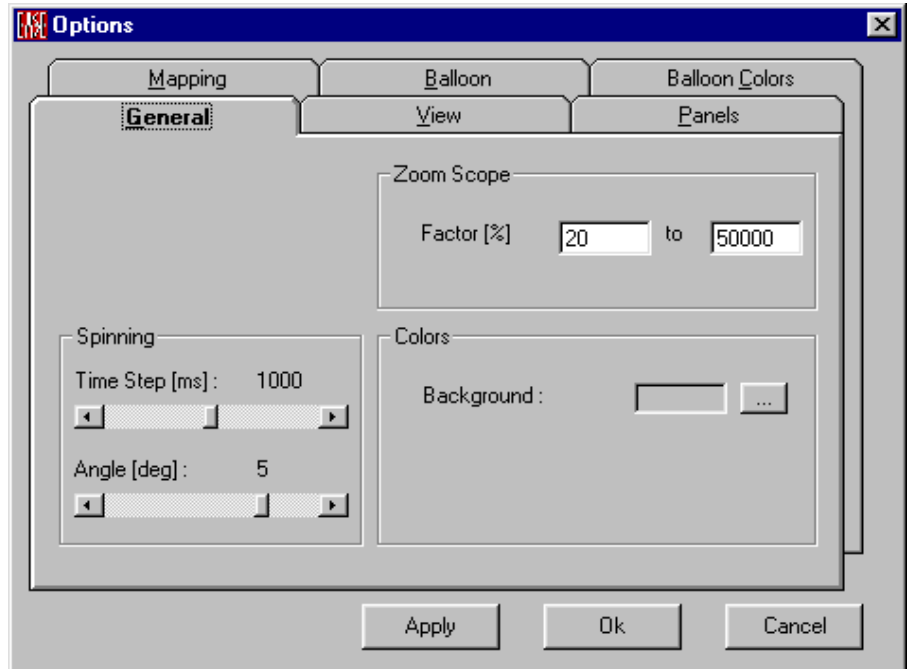 Options
Mapping Balloon Balloon Colors
General View Panels
Zoom Scope
Factor [%] 20 to 50000
Spinning
Time Step [ms] : 1000
Angle [deg] : 5
Colors
Background : ...
Apply Ok Cancel